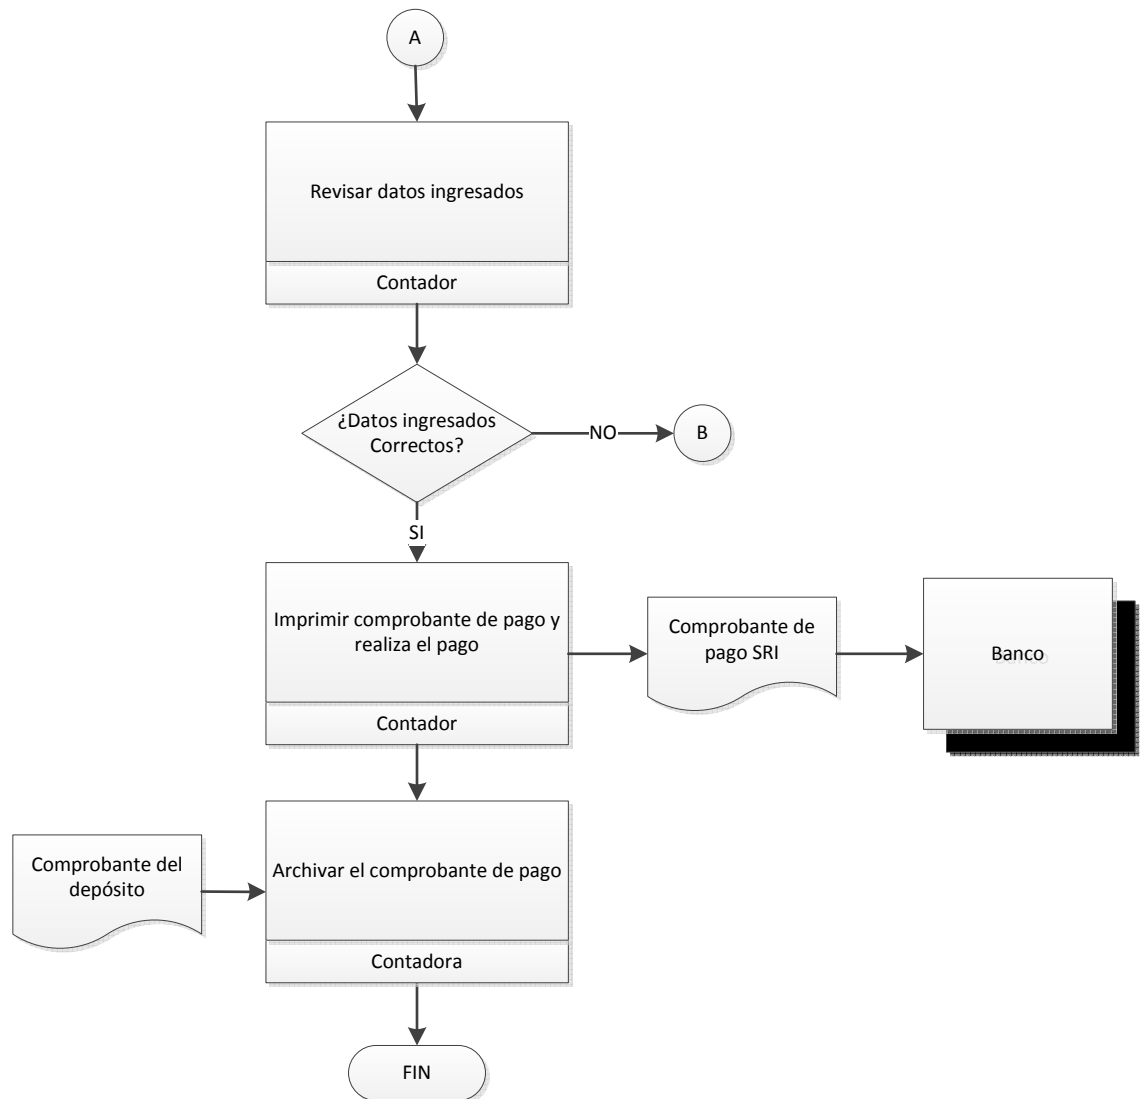 A
Revisar datos ingresados
Contador
¿Datos ingresados
Correctos?
NO
B
SI
Imprimir comprobante de pago y
realiza el pago
Contador
Comprobante de
pago SRI
Banco
Comprobante del
depósito
Archivar el comprobante de pago
Contadora
FIN